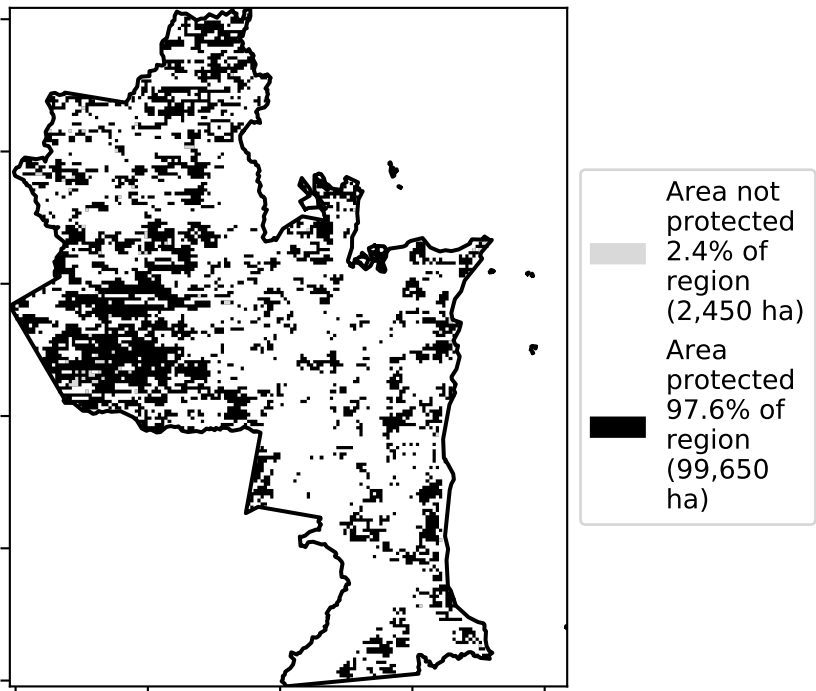 Area not
protected
2.4% of
region
(2,450 ha)
Area
protected
97.6% of
region
(99,650
ha)